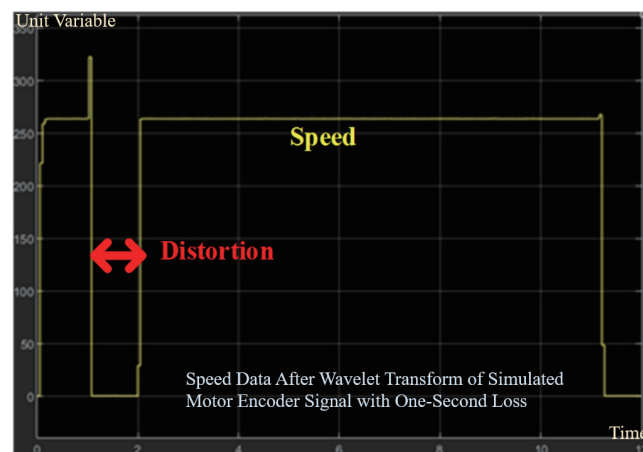 Unit Variable
350
300
250
200
150
100
50
0
Speed
Distortion
Speed Data After Wavelet Transform of Simulated
Motor Encoder Signal with One-Second Loss
Time
0
2
4
6
8
10